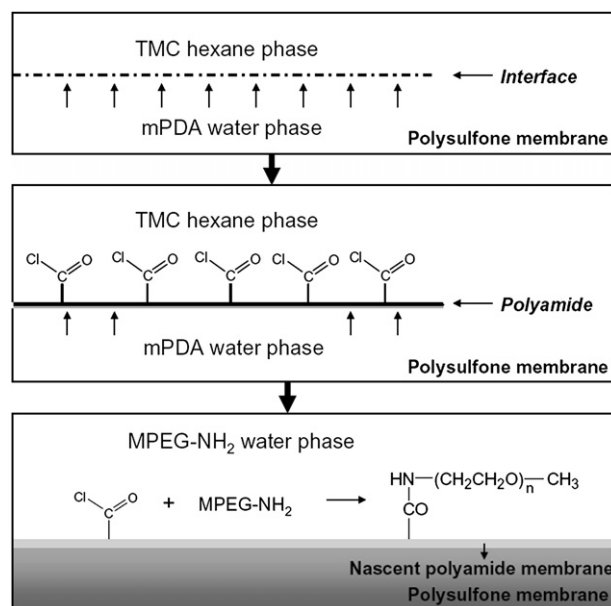 TMC hexane phase
Interface
mPDA water phase
Polysulfone membrane
TMC hexane phase
Cl O Cl O Cl O Cl O Cl O
C C C C C
Polyamide
mPDA water phase
Polysulfone membrane
MPEG-NH₂ water phase
Cl O
C + MPEG-NH₂
HN—(CH₂CH₂O)ₙ—CH₃
CO
Nascent polyamide membrane
Polysulfone membrane